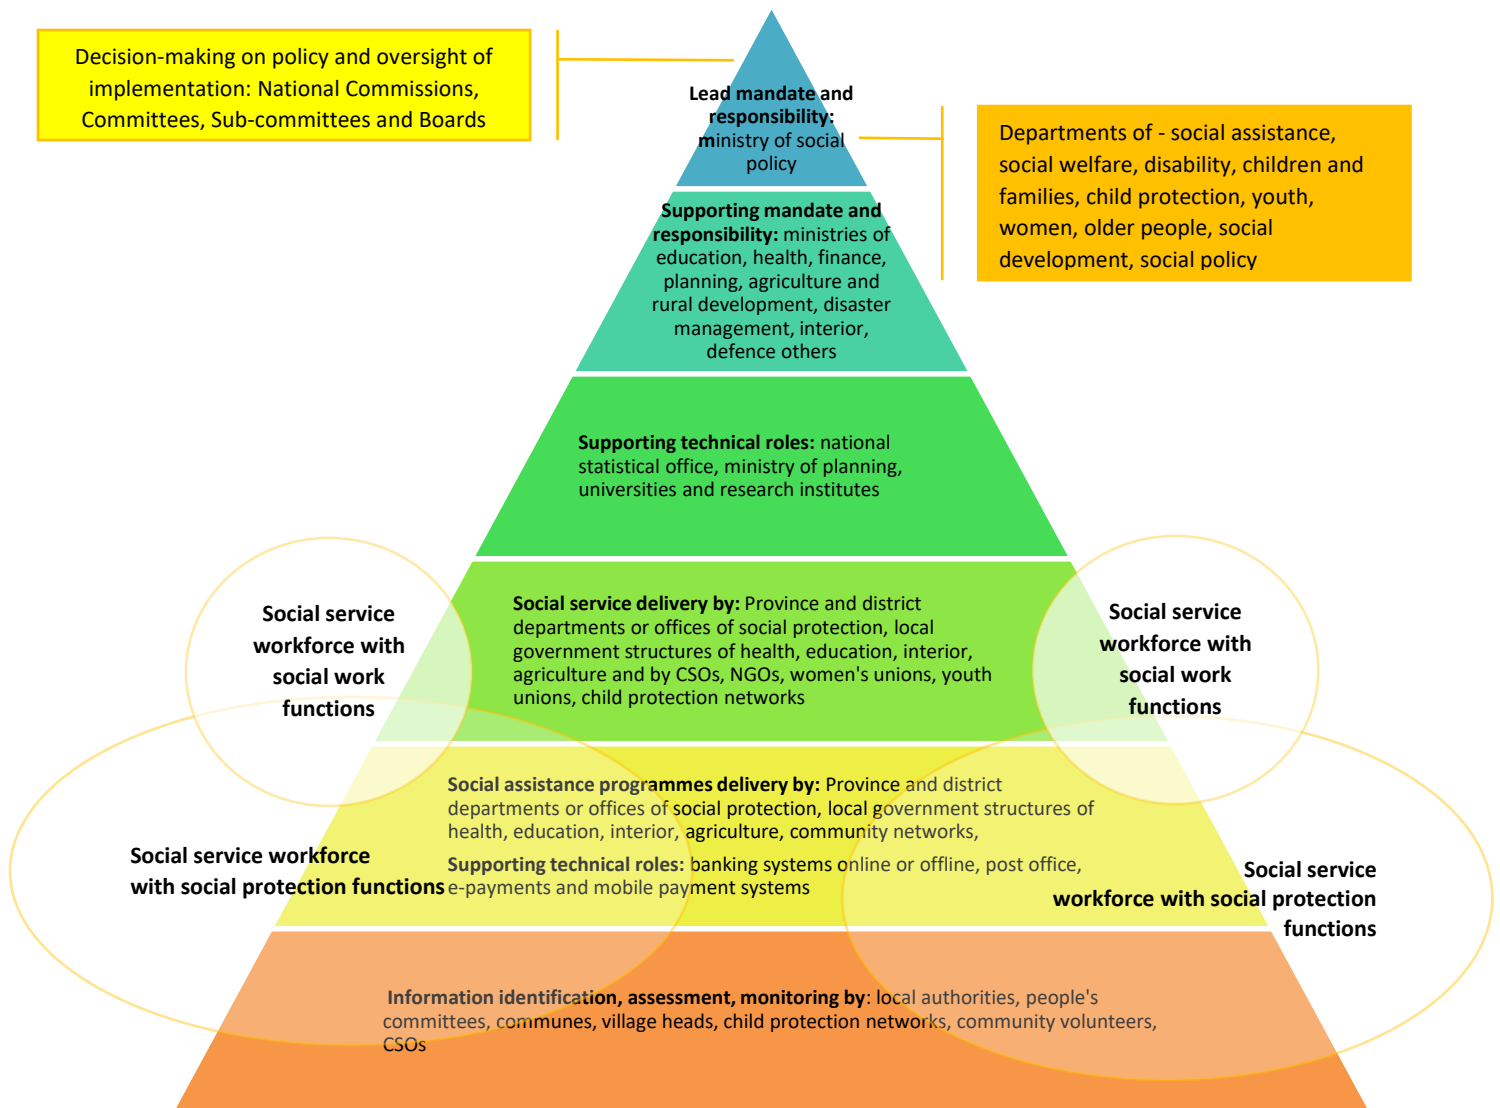 Decision-making on policy and oversight of
implementation: National Commissions,
Committees, Sub-committees and Boards
Lead mandate and
responsibility:
ministry of social
policy
Departments of - social assistance,
social welfare, disability, children and
families, child protection, youth,
women, older people, social
development, social policy
Supporting mandate and
responsibility: ministries of
education, health, finance,
planning, agriculture and
rural development, disaster
management, interior,
defence others
Supporting technical roles: national
statistical office, ministry of planning,
universities and research institutes
Social service
workforce with
social work
functions
Social service delivery by: Province and district
departments or offices of social protection, local
government structures of health, education, interior,
agriculture and by CSOs, NGOs, women's unions, youth
unions, child protection networks
Social service
workforce with
social work
functions
Social assistance programmes delivery by: Province and district
departments or offices of social protection, local government structures of
health, education, interior, agriculture, community networks,
Supporting technical roles: banking systems online or offline, post office,
e-payments and mobile payment systems
Social service workforce
with social protection functions
Social service
workforce with social protection
functions
Information identification, assessment, monitoring by: local authorities, people's
committees, communes, village heads, child protection networks, community volunteers,
CSOs